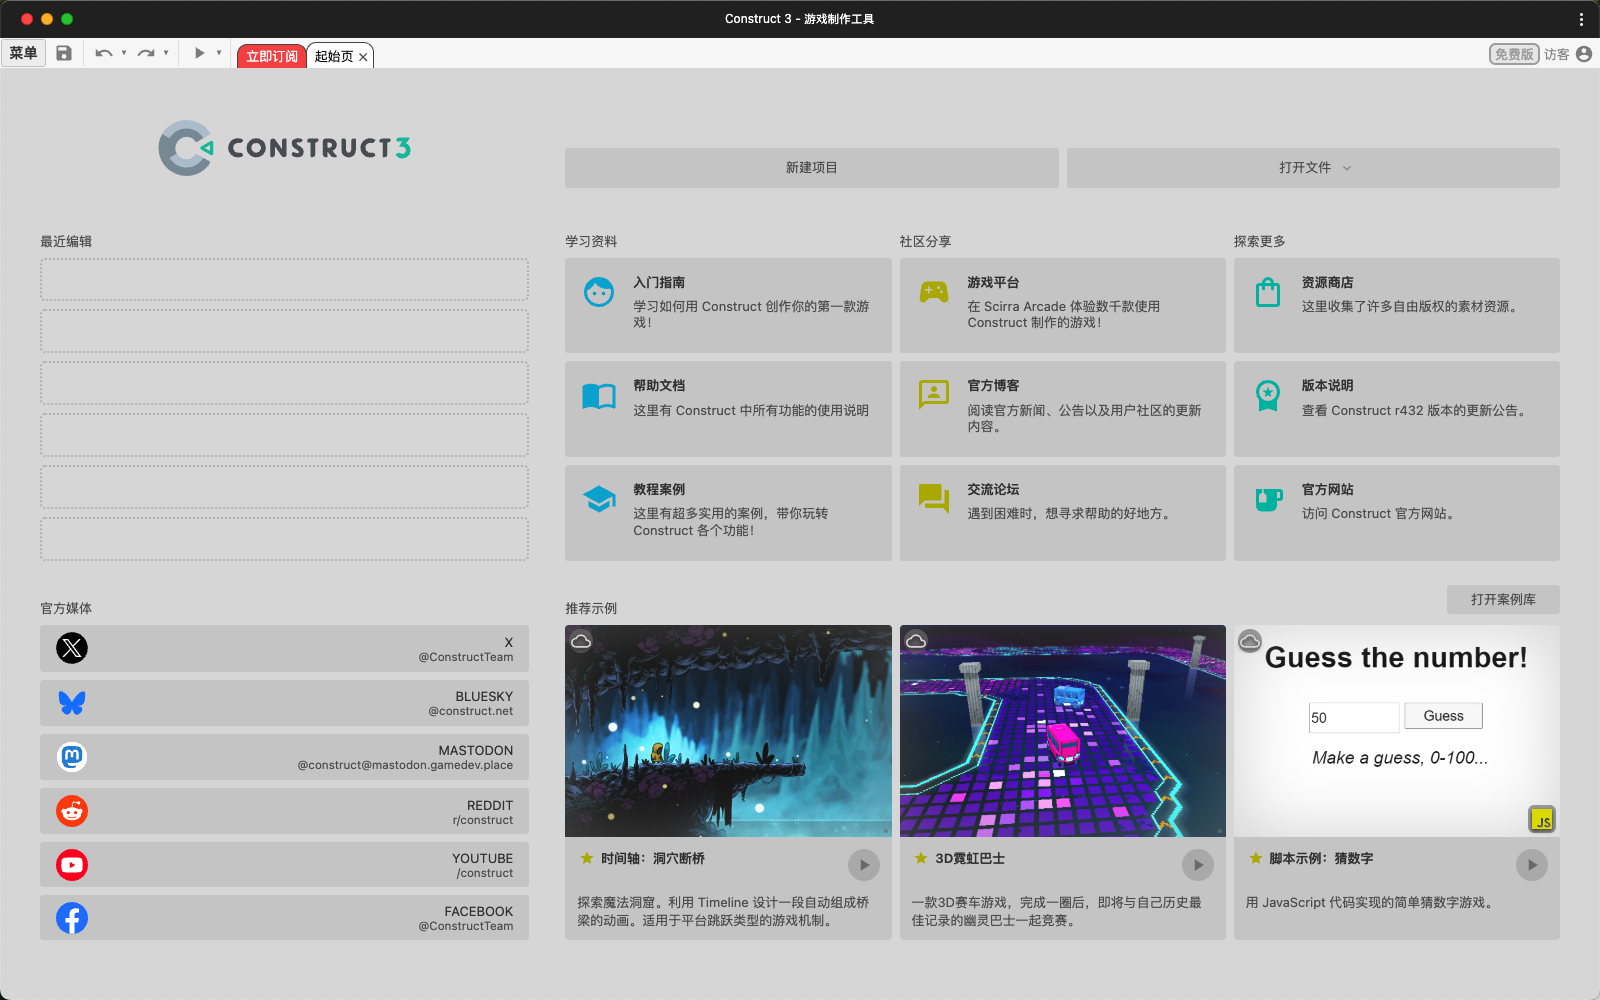 Construct 3 - 游戏制作工具
菜单
立即订阅
起始页
免费版
访客
CONSTRUCT 3
新建项目
打开文件
最近编辑
学习资料
入门指南
学习如何用 Construct 创作你的第一款游
戏！
帮助文档
这里有 Construct 中所有功能的使用说明
教程案例
这里有超多实用的案例，带你玩转
Construct 各个功能！
社区分享
游戏平台
在 Scirra Arcade 体验数千款使用
Construct 制作的游戏！
官方博客
阅读官方新闻、公告以及用户社区的更新
内容。
交流论坛
遇到困难时，想寻求帮助的好地方。
探索更多
资源商店
这里收集了许多自由版权的素材资源。
版本说明
查看 Construct r432 版本的更新公告。
官方网站
访问 Construct 官方网站。
官方媒体
X
@ConstructTeam
BLUESKY
@construct.net
MASTODON
@construct@mastodon.gamedev.place
REDDIT
r/construct
YOUTUBE
/construct
FACEBOOK
@ConstructTeam
推荐示例
打开案例库
时间轴：洞穴断桥
探索魔法洞窟。利用 Timeline 设计一段自动组成桥
梁的动画。适用于平台跳跃类型的游戏机制。
3D霓虹巴士
一款3D赛车游戏，完成一圈后，即将与自己历史最
佳记录的幽灵巴士一起竞赛。
Guess the number!
50
Guess
Make a guess, 0-100...
JS
脚本示例：猜数字
用 JavaScript 代码实现的简单猜数字游戏。